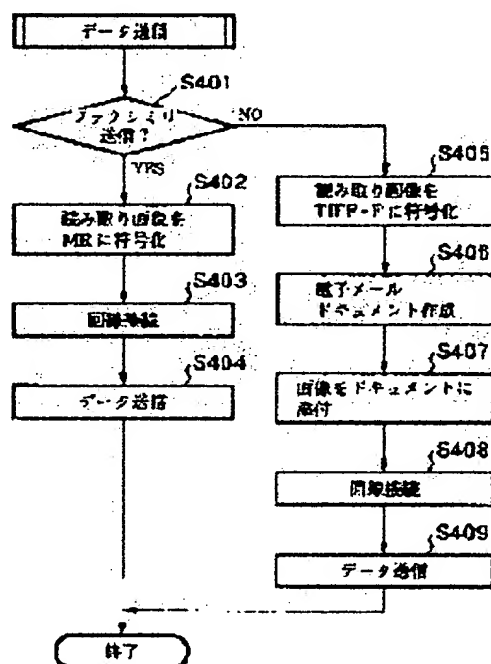 データ送信
S401
ファクシミリ
送信？
NO
YES
S402
読み取り画像を
MRに符号化
S403
回線接続
S404
データ送信
S405
読み取り画像を
TIFF-Fに符号化
S406
電子メール
ドキュメント作成
S407
画像をドキュメントに
添付
S408
回線接続
S409
データ送信
終了